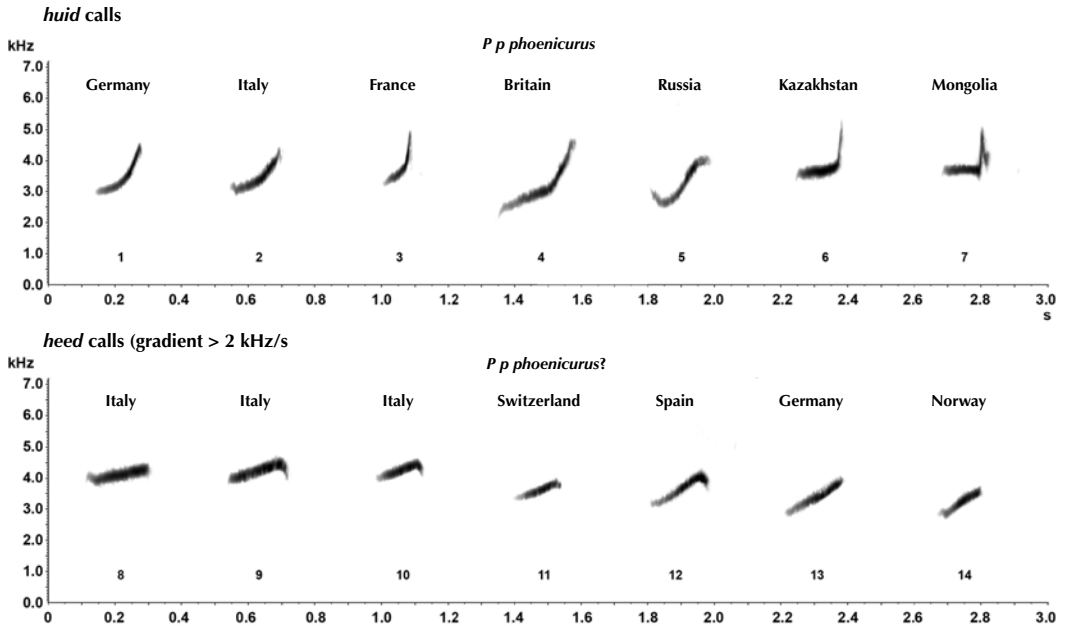 huid calls
kHz
P p phoenicurus
7.0
Germany Italy France Britain Russia Kazakhstan Mongolia
6.0
5.0
4.0
3.0
2.0
1.0
1 2 3 4 5 6 7
0.0
0 0.2 0.4 0.6 0.8 1.0 1.2 1.4 1.6 1.8 2.0 2.2 2.4 2.6 2.8 3.0
s
heed calls (gradient > 2 kHz/s
kHz
P p phoenicurus?
7.0
Italy Italy Italy Switzerland Spain Germany Norway
6.0
5.0
4.0
3.0
2.0
1.0
8 9 10 11 12 13 14
0.0
0 0.2 0.4 0.6 0.8 1.0 1.2 1.4 1.6 1.8 2.0 2.2 2.4 2.6 2.8 3.0